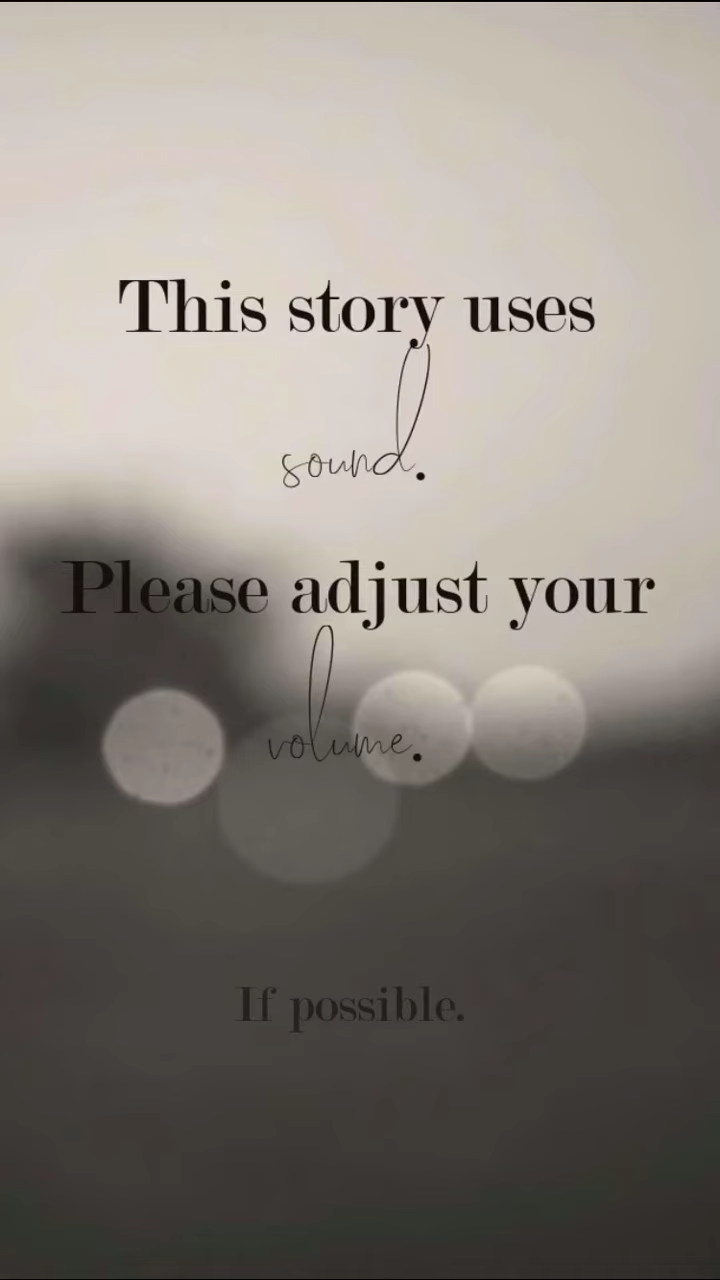 This story uses
sound.
Please adjust your
volume.
If possible.